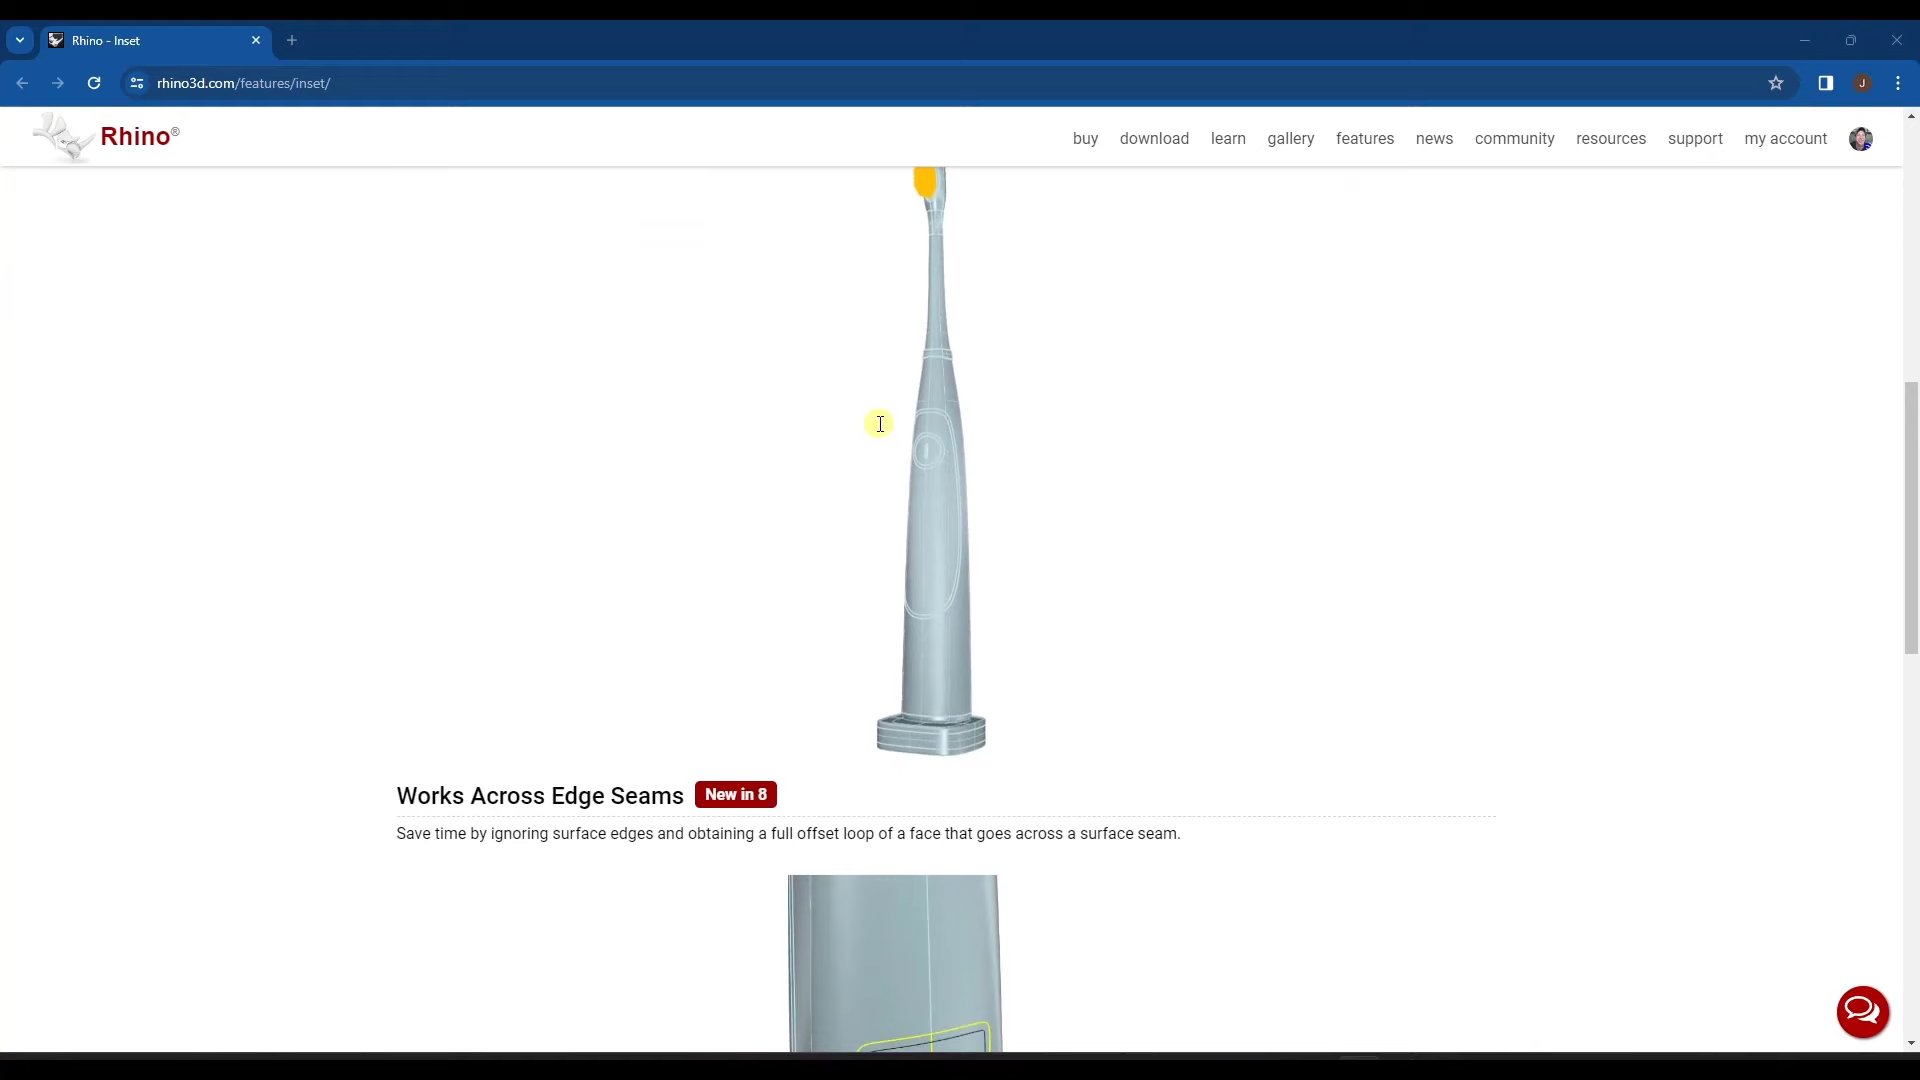 Rhino - Inset
rhino3d.com/features/inset/
J
Rhino®
buy download learn gallery features news community resources support my account
Works Across Edge Seams New in 8
Save time by ignoring surface edges and obtaining a full offset loop of a face that goes across a surface seam.